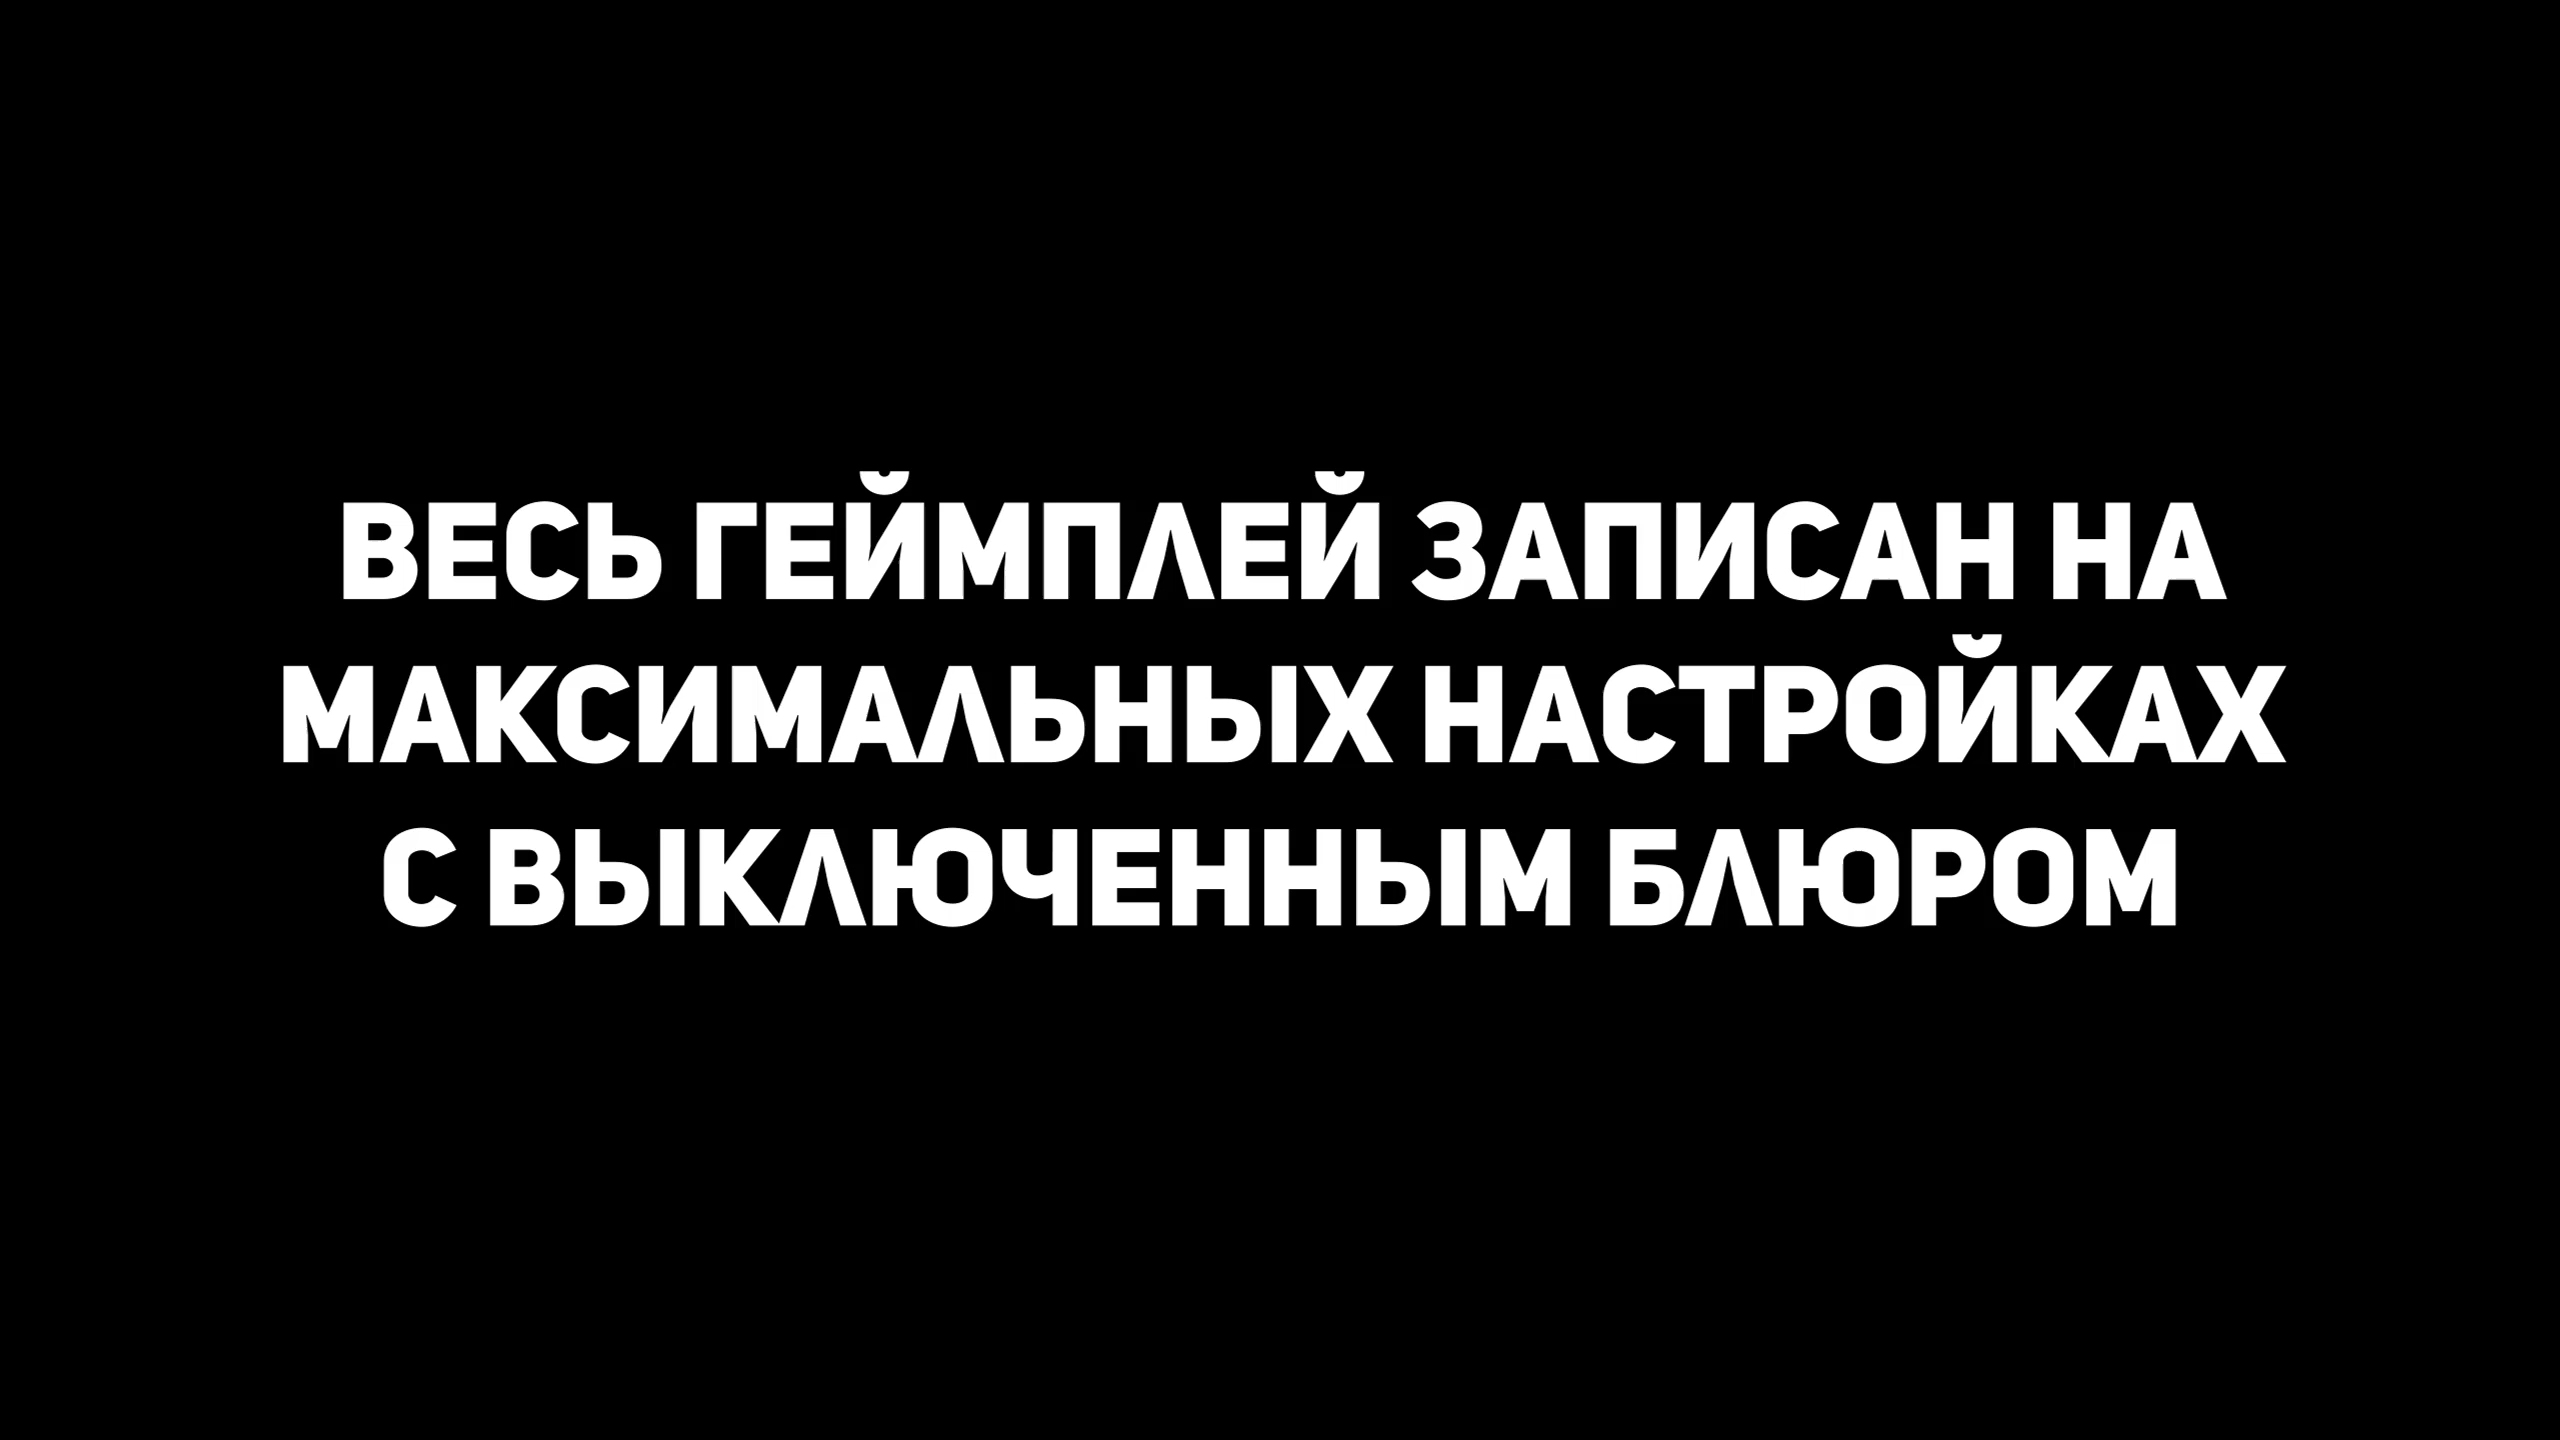 ВЕСЬ ГЕЙМПЛЕЙ ЗАПИСАН НА
МАКСИМАЛЬНЫХ НАСТРОЙКАХ
С ВЫКЛЮЧЕННЫМ БЛЮРОМ